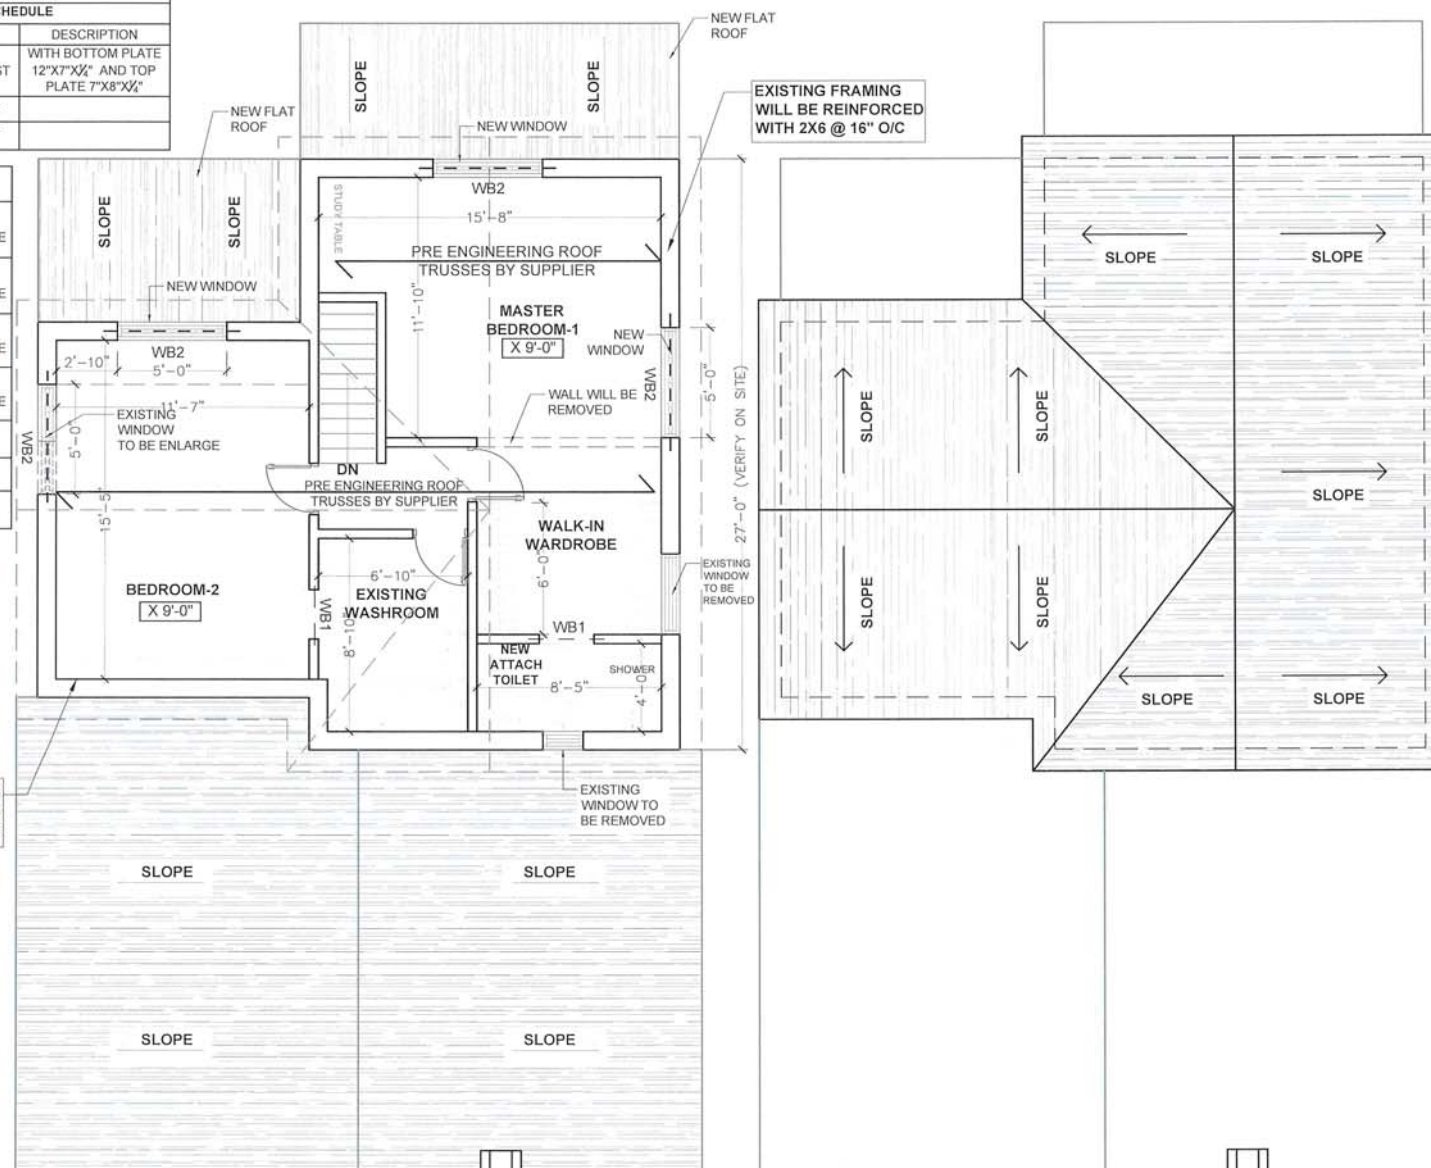 HEDULE
DESCRIPTION
WITH BOTTOM PLATE
ST
12"X7"X¾" AND TOP
PLATE 7"X8"X¾"
E
E
E
E
NEW FLAT
ROOF
NEW FLAT
ROOF
EXISTING FRAMING
WILL BE REINFORCED
WITH 2X6 @ 16" O/C
SLOPE
SLOPE
SLOPE
SLOPE
NEW WINDOW
WB2
15'-8"
STUDY TABLE
PRE ENGINEERING ROOF
TRUSSES BY SUPPLIER
11'-10"
MASTER
BEDROOM-1
X 9'-0"
NEW
WINDOW
WB2
5'-0"
27'-0" (VERIFY ON SITE)
WALL WILL BE
REMOVED
NEW WINDOW
WB2
2'-10"
5'-0"
11'-7"
EXISTING
WINDOW
TO BE ENLARGE
WB2
5'-0"
15'-5"
DN
PRE ENGINEERING ROOF
TRUSSES BY SUPPLIER
WALK-IN
WARDROBE
6'-0"
EXISTING
WINDOW
TO BE
REMOVED
BEDROOM-2
X 9'-0"
WB1
6'-10"
EXISTING
WASHROOM
8'-10"
WB1
NEW
ATTACH
TOILET
SHOWER
8'-5"
4'-0"
EXISTING
WINDOW TO
BE REMOVED
SLOPE
SLOPE
SLOPE
SLOPE
SLOPE
SLOPE
SLOPE
SLOPE
SLOPE
SLOPE
SLOPE
SLOPE
SLOPE